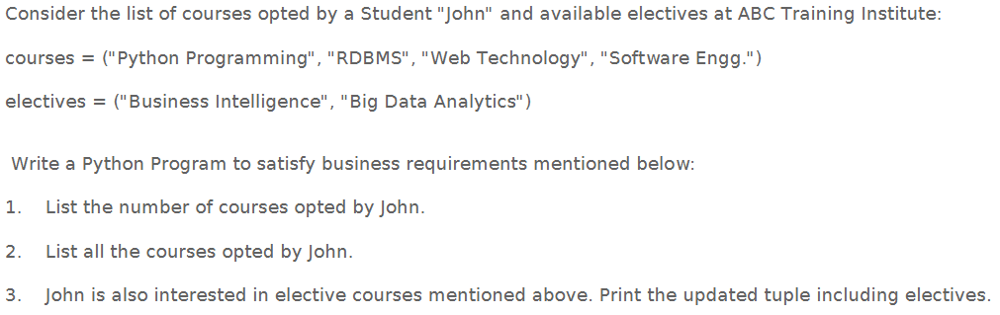 Consider the list of courses opted by a Student "John" and available electives at ABC Training Institute:
courses = ("Python Programming", "RDBMS", "Web Technology", "Software Engg.")
electives = ("Business Intelligence", "Big Data Analytics")
Write a Python Program to satisfy business requirements mentioned below:
1. List the number of courses opted by John.
2. List all the courses opted by John.
3. John is also interested in elective courses mentioned above. Print the updated tuple including electives.